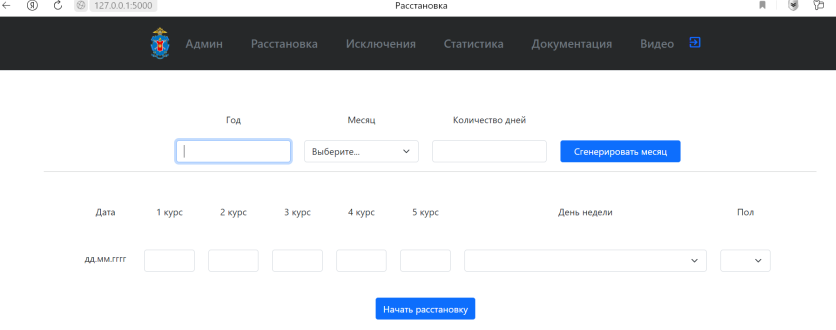 127.0.0.1:5000 Расстановка
Админ Расстановка Исключения Статистика Документация Видео
Год Месяц Количество дней
Выберите... Сгенерировать месяц
Дата 1 курс 2 курс 3 курс 4 курс 5 курс День недели Пол
дд.мм.гггг
Начать расстановку